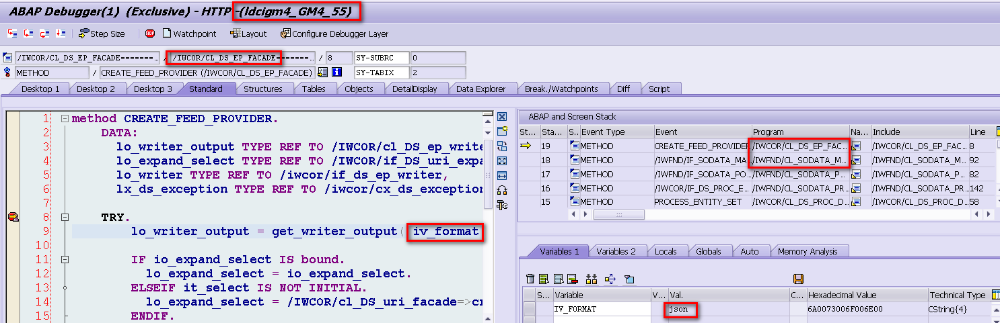 ABAP Debugger(1) (Exclusive) - HTTP -(ldcigm4_GM4_55)
Step Size STOP Watchpoint Layout Configure Debugger Layer
/IWCOR/CL_DS_EP_FACADE=======... / /IWCOR/CL_DS_EP_FACADE=======... / 8 SY-SUBRC 0
METHOD / CREATE_FEED_PROVIDER (/IWCOR/CL_DS_EP_FACADE) SY-TABIX 2
Desktop 1 Desktop 2 Desktop 3 Standard Structures Tables Objects DetailDisplay Data Explorer Break./Watchpoints Diff Script
1 method CREATE_FEED_PROVIDER.
2 DATA:
3 lo_writer_output TYPE REF TO /IWCOR/cl_DS_ep_write
4 lo_expand_select TYPE REF TO /IWCOR/if_DS_uri_expa
5 lo_writer TYPE REF TO /iwcor/if_ds_ep_writer,
6 lx_ds_exception TYPE REF TO /iwcor/cx_ds_exception
7
8 TRY.
9 lo_writer_output = get_writer_output( iv_format
10
11 IF io_expand_select IS bound.
12 lo_expand_select = io_expand_select.
13 ELSEIF it_select IS NOT INITIAL.
14 lo_expand_select = /IWCOR/cl_DS_uri_facade=>cr
15 ENDIF.
ABAP and Screen Stack
St... Sta... S.. Event Type Event Program Na... Include Line
19 METHOD CREATE_FEED_PROVIDER /IWCOR/CL_DS_EP_FAC... /IWCOR/CL_DS_EP_FAC... 8
18 METHOD /IWFND/IF_SODATA_MA... /IWFND/CL_SODATA_M... /IWFND/CL_SODATA_M... 92
17 METHOD /IWFND/IF_SODATA_PO... /IWFND/CL_SODATA_P... /IWFND/CL_SODATA_P... 82
16 METHOD /IWCOR/IF_DS_PROC_E... /IWFND/CL_SODATA_PR... /IWFND/CL_SODATA_PR... 142
15 METHOD PROCESS_ENTITY_SET /IWCOR/CL_DS_PROC_D... /IWCOR/CL_DS_PROC_D... 58
Variables 1 Variables 2 Locals Globals Auto Memory Analysis
S... Variable V... Val. C... Hexadecimal Value Technical Type
IV_FORMAT json 6A0073006F006E00 CString{4}